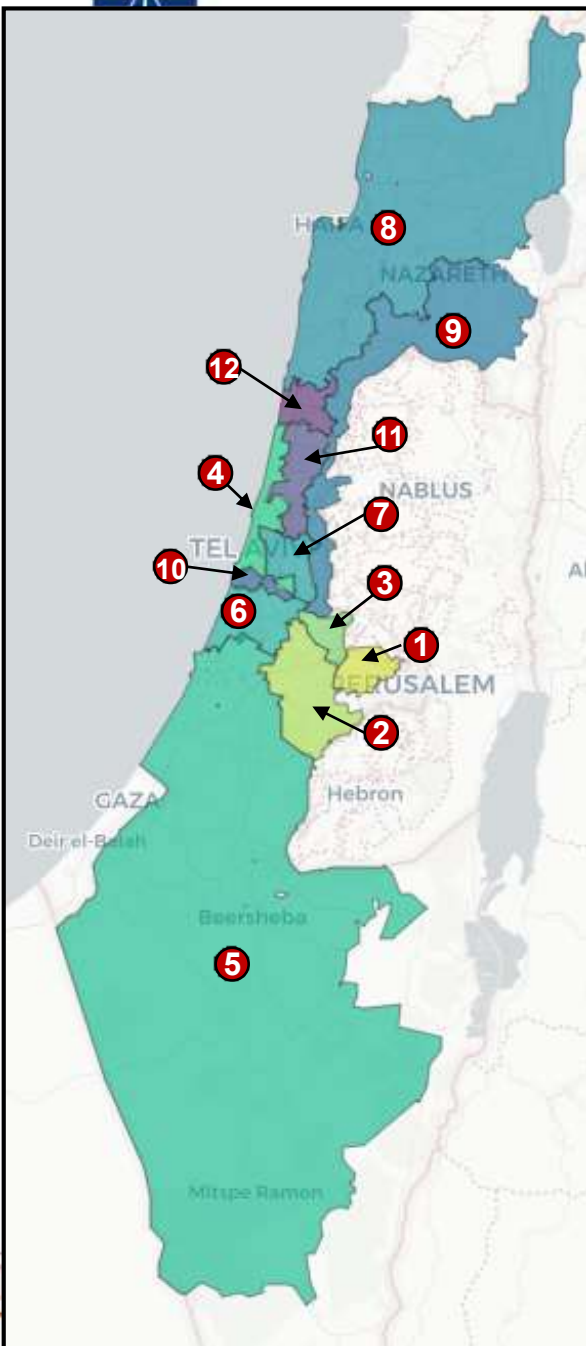 HAIFA
8
NAZARETH
9
12
11
4
NABLUS
7
TEL AVIV
10
3
6
1
JERUSALEM
2
GAZA
Hebron
Deir el-Balah
Beersheba
5
Mitspe Ramon